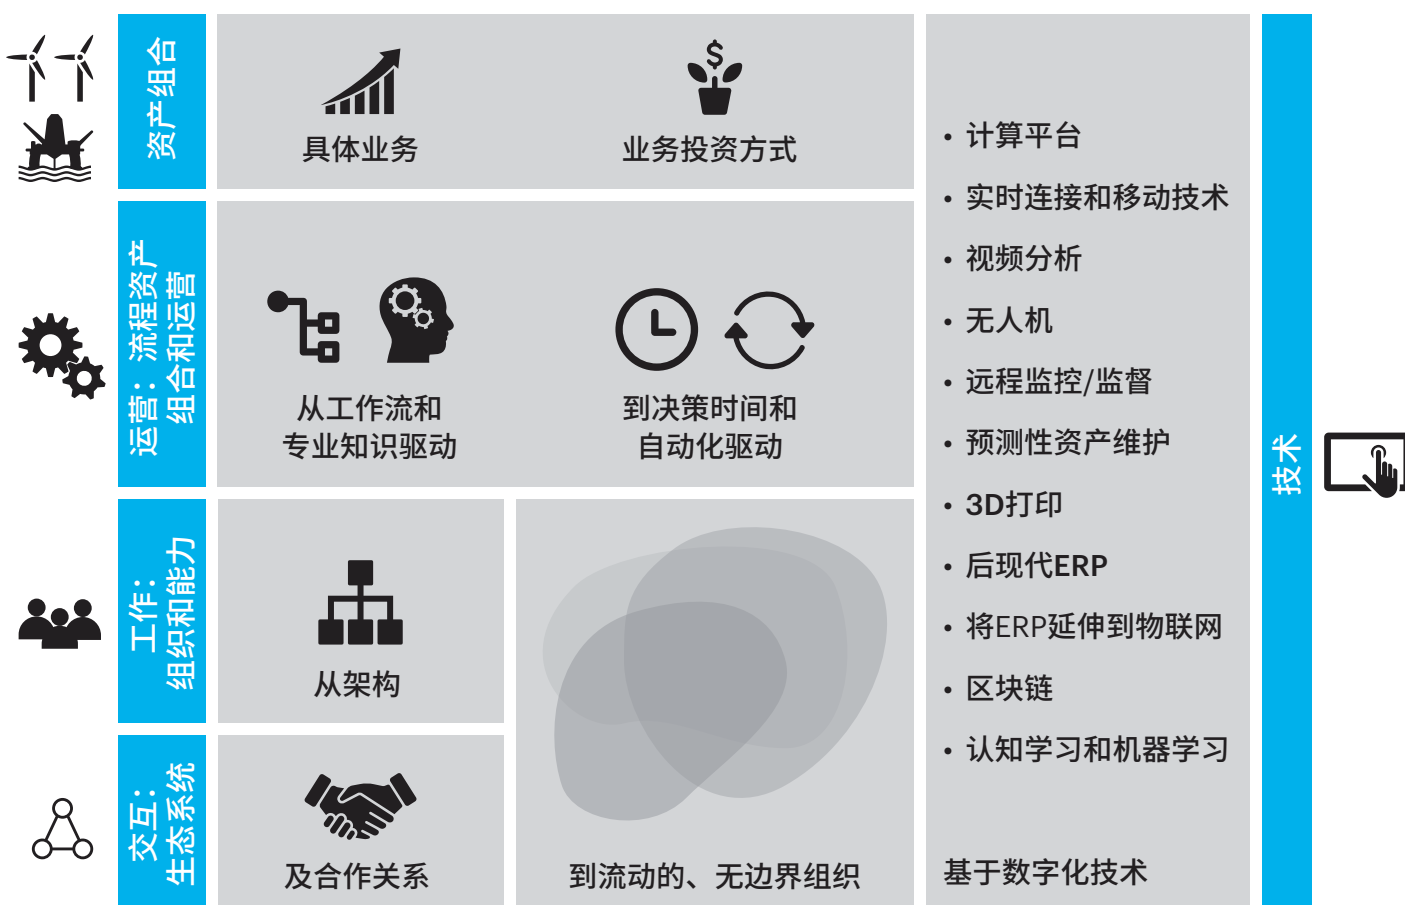 资产组合
具体业务
业务投资方式
运营：流程资产
组合和运营
从工作流和
专业知识驱动
到决策时间和
自动化驱动
工作：
组织和能力
从架构
交互：
生态系统
及合作关系
到流动的、无边界组织
• 计算平台
• 实时连接和移动技术
• 视频分析
• 无人机
• 远程监控/监督
• 预测性资产维护
• 3D打印
• 后现代ERP
• 将ERP延伸到物联网
• 区块链
• 认知学习和机器学习
基于数字化技术
技术